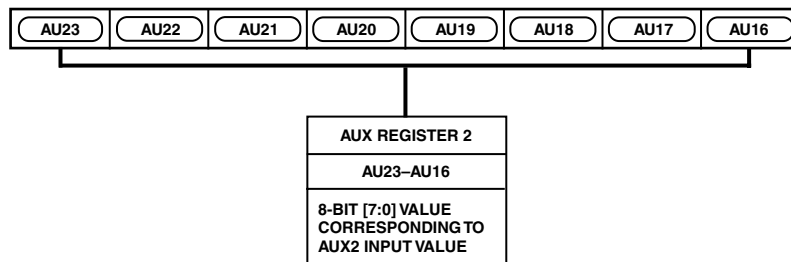 AU23 AU22 AU21 AU20 AU19 AU18 AU17 AU16
AUX REGISTER 2
AU23–AU16
8-BIT [7:0] VALUE
CORRESPONDING TO
AUX2 INPUT VALUE